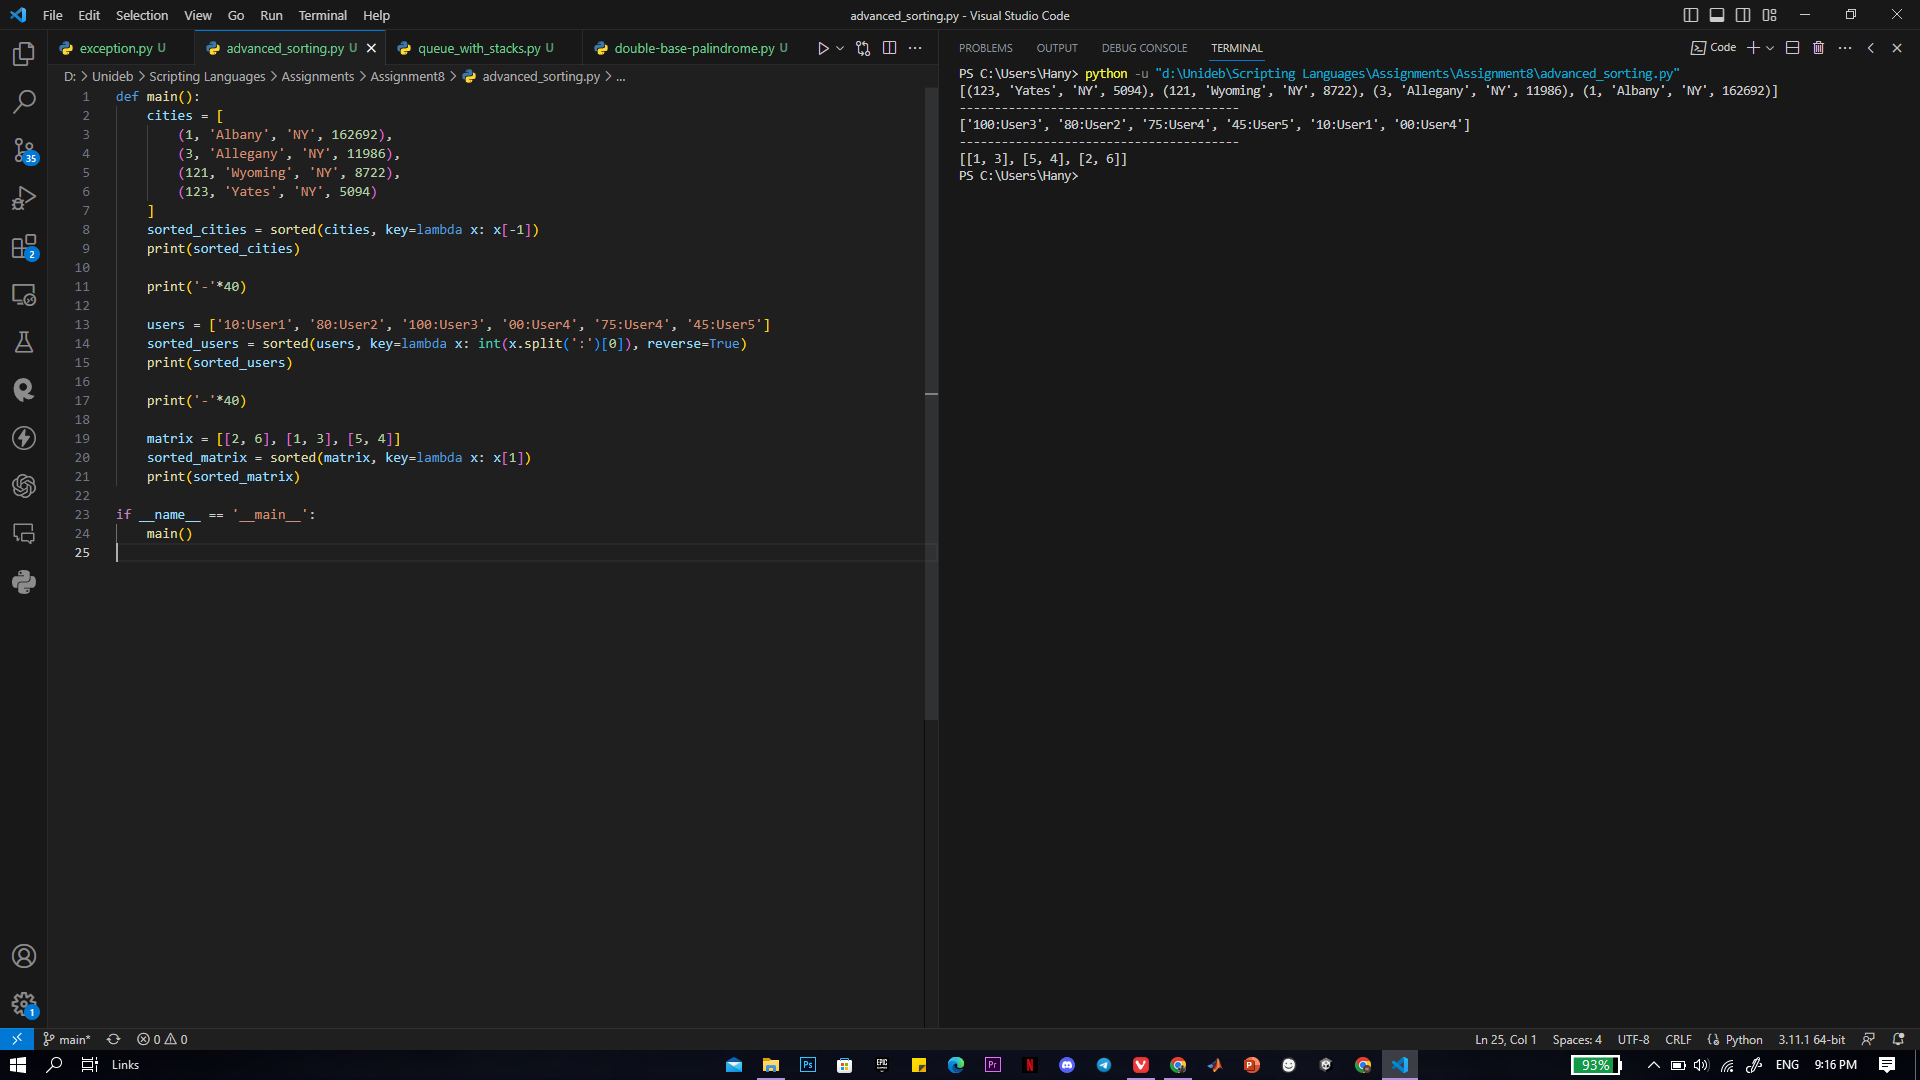 File Edit Selection View Go Run Terminal Help
advanced_sorting.py - Visual Studio Code
exception.py U
advanced_sorting.py U
queue_with_stacks.py U
double-base-palindrome.py U
D: > Unideb > Scripting Languages > Assignments > Assignment8 > advanced_sorting.py > ...
1 def main():
2     cities = [
3         (1, 'Albany', 'NY', 162692),
4         (3, 'Allegany', 'NY', 11986),
5         (121, 'Wyoming', 'NY', 8722),
6         (123, 'Yates', 'NY', 5094)
7     ]
8     sorted_cities = sorted(cities, key=lambda x: x[-1])
9     print(sorted_cities)
10
11     print('-'*40)
12
13     users = ['10:User1', '80:User2', '100:User3', '00:User4', '75:User4', '45:User5']
14     sorted_users = sorted(users, key=lambda x: int(x.split(':')[0]), reverse=True)
15     print(sorted_users)
16
17     print('-'*40)
18
19     matrix = [[2, 6], [1, 3], [5, 4]]
20     sorted_matrix = sorted(matrix, key=lambda x: x[1])
21     print(sorted_matrix)
22
23 if __name__ == '__main__':
24     main()
25
35
2
1
PROBLEMS OUTPUT DEBUG CONSOLE TERMINAL
Code
PS C:\Users\Hany> python -u "d:\Unideb\Scripting Languages\Assignments\Assignment8\advanced_sorting.py"
[(123, 'Yates', 'NY', 5094), (121, 'Wyoming', 'NY', 8722), (3, 'Allegany', 'NY', 11986), (1, 'Albany', 'NY', 162692)]
----------------------------------------
['100:User3', '80:User2', '75:User4', '45:User5', '10:User1', '00:User4']
----------------------------------------
[[1, 3], [5, 4], [2, 6]]
PS C:\Users\Hany>
main* 0 0
Ln 25, Col 1 Spaces: 4 UTF-8 CRLF Python 3.11.1 64-bit
Links
Ps
EPIC
Pr
N
93%
ENG 9:16 PM